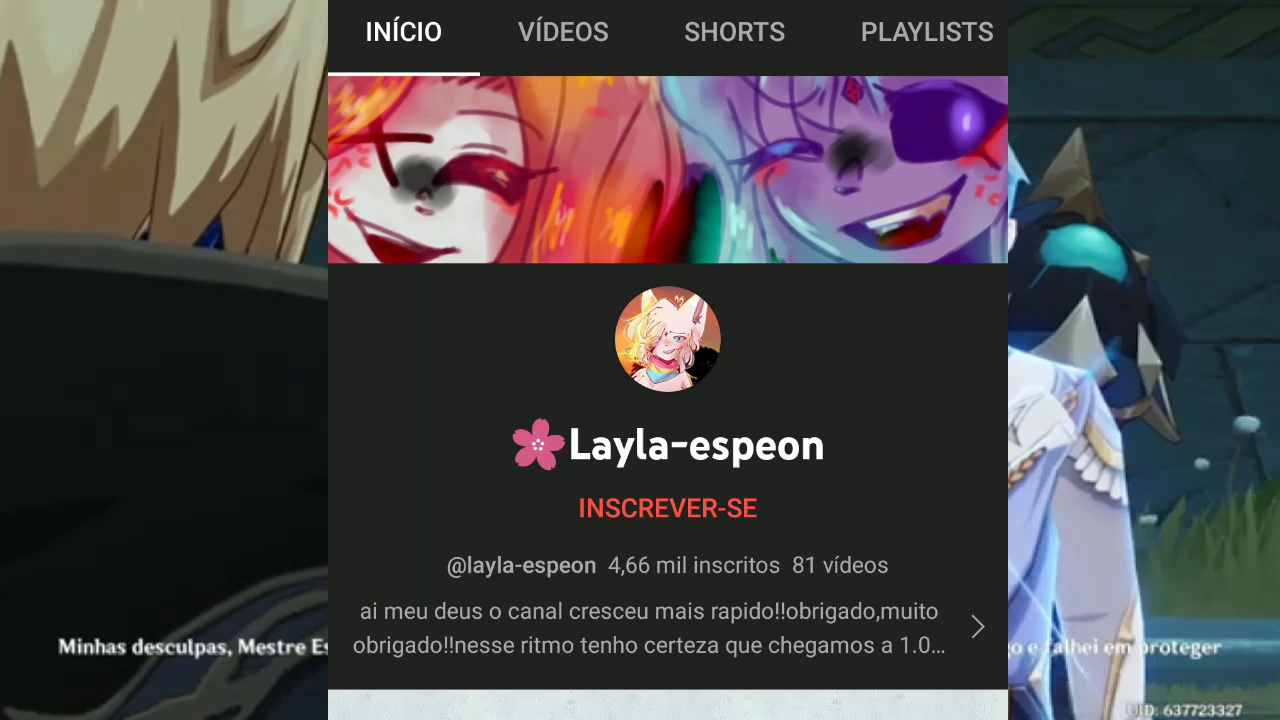 INÍCIO VÍDEOS SHORTS PLAYLISTS
Layla-espeon
INSCREVER-SE
@layla-espeon 4,66 mil inscritos 81 vídeos
ai meu deus o canal cresceu mais rapido!!obrigado,muito
obrigado!!nesse ritmo tenho certeza que chegamos a 1.0...
Minhas desculpas, Mestre Es
falhei em proteger
UID: 637723327